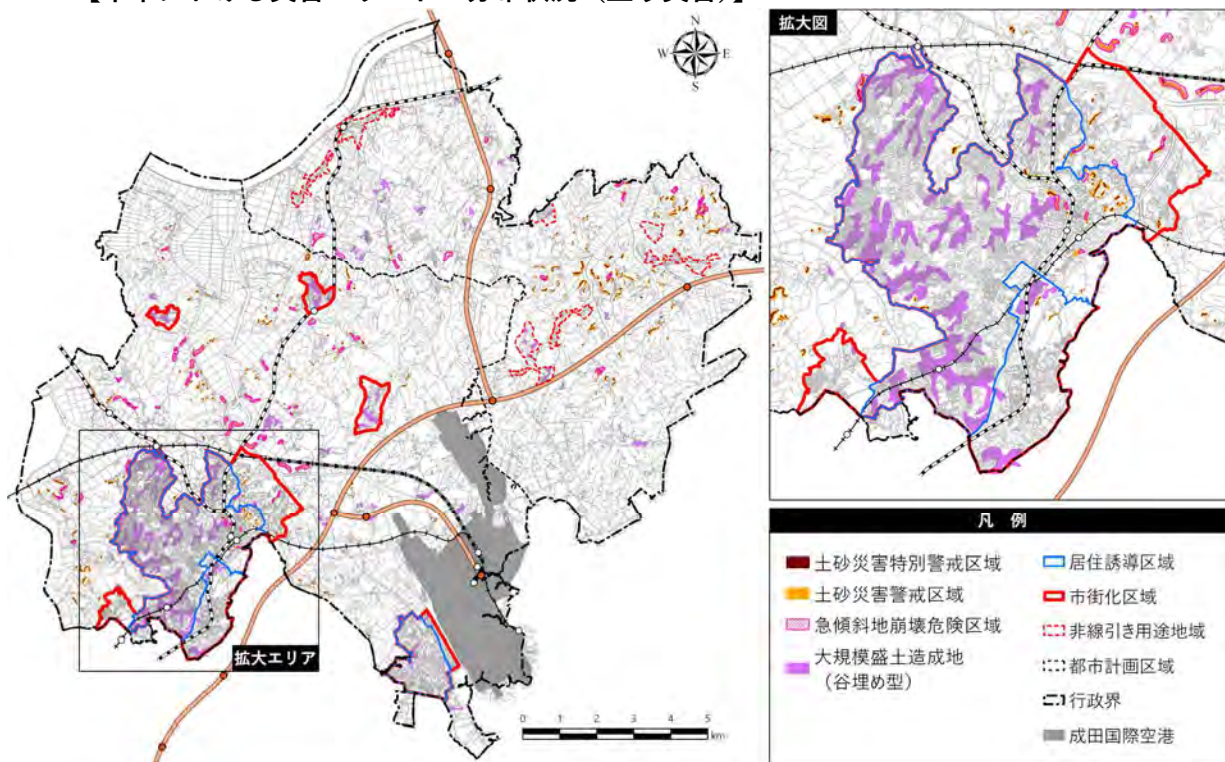 N
W E
S
拡大図
拡大エリア
0 1 2 3 4 5
km
凡 例
土砂災害特別警戒区域
土砂災害警戒区域
急傾斜地崩壊危険区域
大規模盛土造成地
(谷埋め型)
居住誘導区域
市街化区域
非線引き用途地域
都市計画区域
行政界
成田国際空港